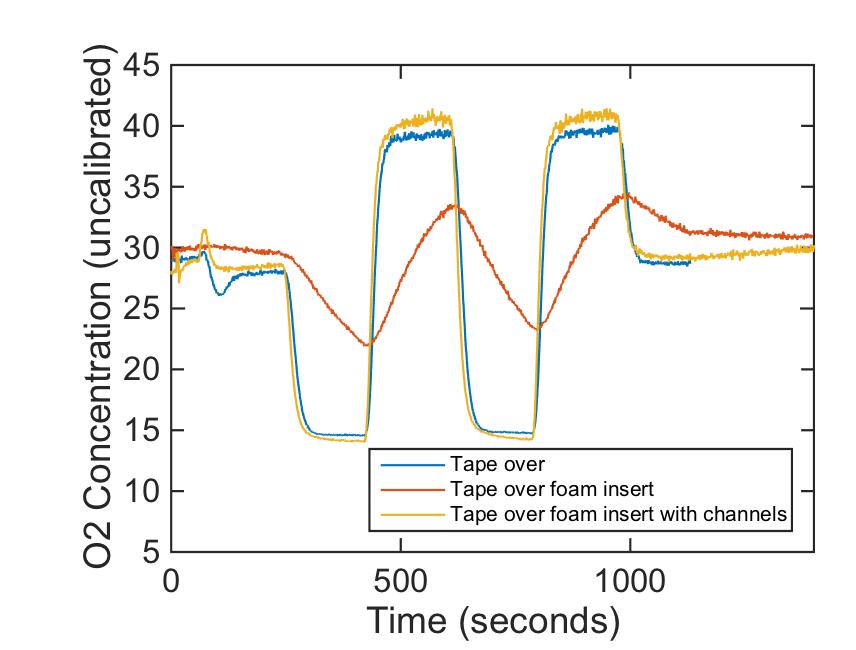 45
40
35
30
25
20
15
10
5
O2 Concentration (uncalibrated)
Tape over
Tape over foam insert
Tape over foam insert with channels
0 500 1000
Time (seconds)